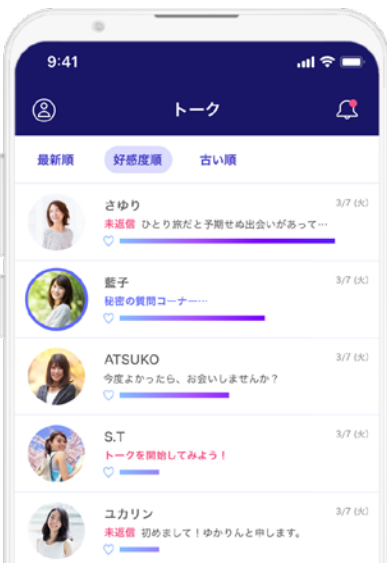 9:41
トーク
最新順 好感度順 古い順
さゆり 3/7 (火)
未返信 ひとり旅だと予期せぬ出会いがあって…
藍子 3/7 (火)
秘密の質問コーナー…
ATSUKO 3/7 (火)
今度よかったら、お会いしませんか？
S.T 3/7 (火)
トークを開始してみよう！
ユカリン 3/7 (火)
未返信 初めまして！ゆかりんと申します。